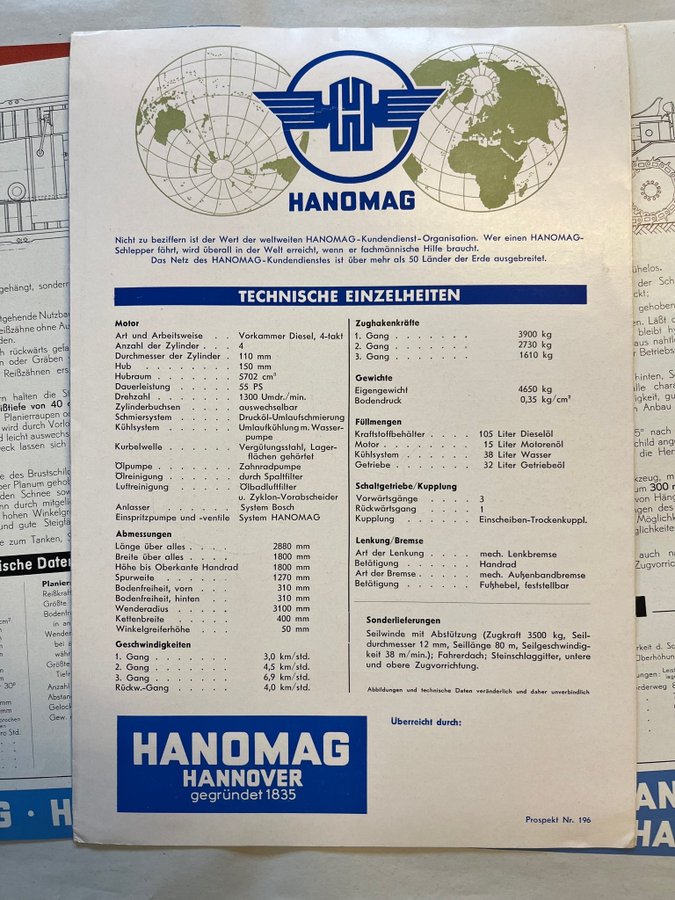 HANOMAG
Nicht zu beziffern ist der Wert der weltweiten HANOMAG-Kundendienst-Organisation. Wer einen HANOMAG-
Schlepper fährt, wird überall in der Welt erreicht, wenn er fachmännische Hilfe braucht.
Das Netz des HANOMAG-Kundendienstes ist über mehr als 50 Länder der Erde ausgebreitet.
TECHNISCHE EINZELHEITEN
Motor
Art und Arbeitsweise . . Vorkammer Diesel, 4-takt
Anzahl der Zylinder . . . 4
Durchmesser der Zylinder . 110 mm
Hub . . . . . . . 150 mm
Hubraum . . . . . . 5702 cm³
Dauerleistung . . . . 55 PS
Drehzahl . . . . . . 1300 Umdr./min.
Zylinderbuchsen . . . . auswechselbar
Schmiersystem . . . . Drucköl-Umlaufschmierung
Kühlsystem . . . . . Umlaufkühlung m. Wasser-
pumpe
Kurbelwelle . . . . . Vergütungsstahl, Lager-
flächen gehörtet
Ölpumpe . . . . . . Zahnradpumpe
Ölreinigung . . . . . durch Spaltfilter
Luftreinigung . . . . Ölbadluftfilter
u. Zyklon-Vorabscheider
Anlasser . . . . . . System Bosch
Einspritzpumpe und -ventile System HANOMAG
Abmessungen
Länge über alles . . . . . 2880 mm
Breite über alles . . . . . 1800 mm
Höhe bis Oberkante Handrad 1800 mm
Spurweite . . . . . . . 1270 mm
Bodenfreiheit, vorn . . . . 310 mm
Bodenfreiheit, hinten . . . 310 mm
Wenderadius . . . . . . 3100 mm
Kettenbreite . . . . . . 400 mm
Winkelgreiferhöhe . . . . 50 mm
Geschwindigkeiten
1. Gang . . . . . . . 3,0 km/std.
2. Gang . . . . . . . 4,5 km/std.
3. Gang . . . . . . . 6,9 km/std.
Rückw.-Gang . . . . . . 4,0 km/std.
Zughakenkräfte
1. Gang . . . . . . . 3900 kg
2. Gang . . . . . . . 2730 kg
3. Gang . . . . . . . 1610 kg
Gewichte
Eigengewicht 4650 kg
Bodendruck 0,35 kg/cm²
Füllmengen
Kraftstoffbehälter . . . . 105 Liter Dieselöl
Motor . . . . . . . 15 Liter Motorenöl
Kühlsystem . . . . . . 38 Liter Wasser
Getriebe . . . . . . . 32 Liter Getriebeöl
Schaltgetriebe/Kupplung
Vorwärtsgänge . . . . . 3
Rückwärtsgang . . . . . 1
Kupplung . . . . . . Einscheiben-Trockenkuppl.
Lenkung/Bremse
Art der Lenkung . . . . mech. Lenkbremse
Betätigung . . . . . . Handrad
Art der Bremse . . . . . mech. Außenbandbremse
Betätigung . . . . . . Fußhebel, feststellbar
Sonderlieferungen
Seilwinde mit Abstützung (Zugkraft 3500 kg, Seil-
durchmesser 12 mm, Seillänge 80 m, Seilgeschwindig-
keit 38 m/min.); Fahrerdach; Steinschlaggitter, untere
und obere Zugvorrichtung.
Abbildungen und technische Daten veränderlich und daher unverbindlich
HANOMAG
HANNOVER
gegründet 1835
Überreicht durch:
Prospekt Nr. 196